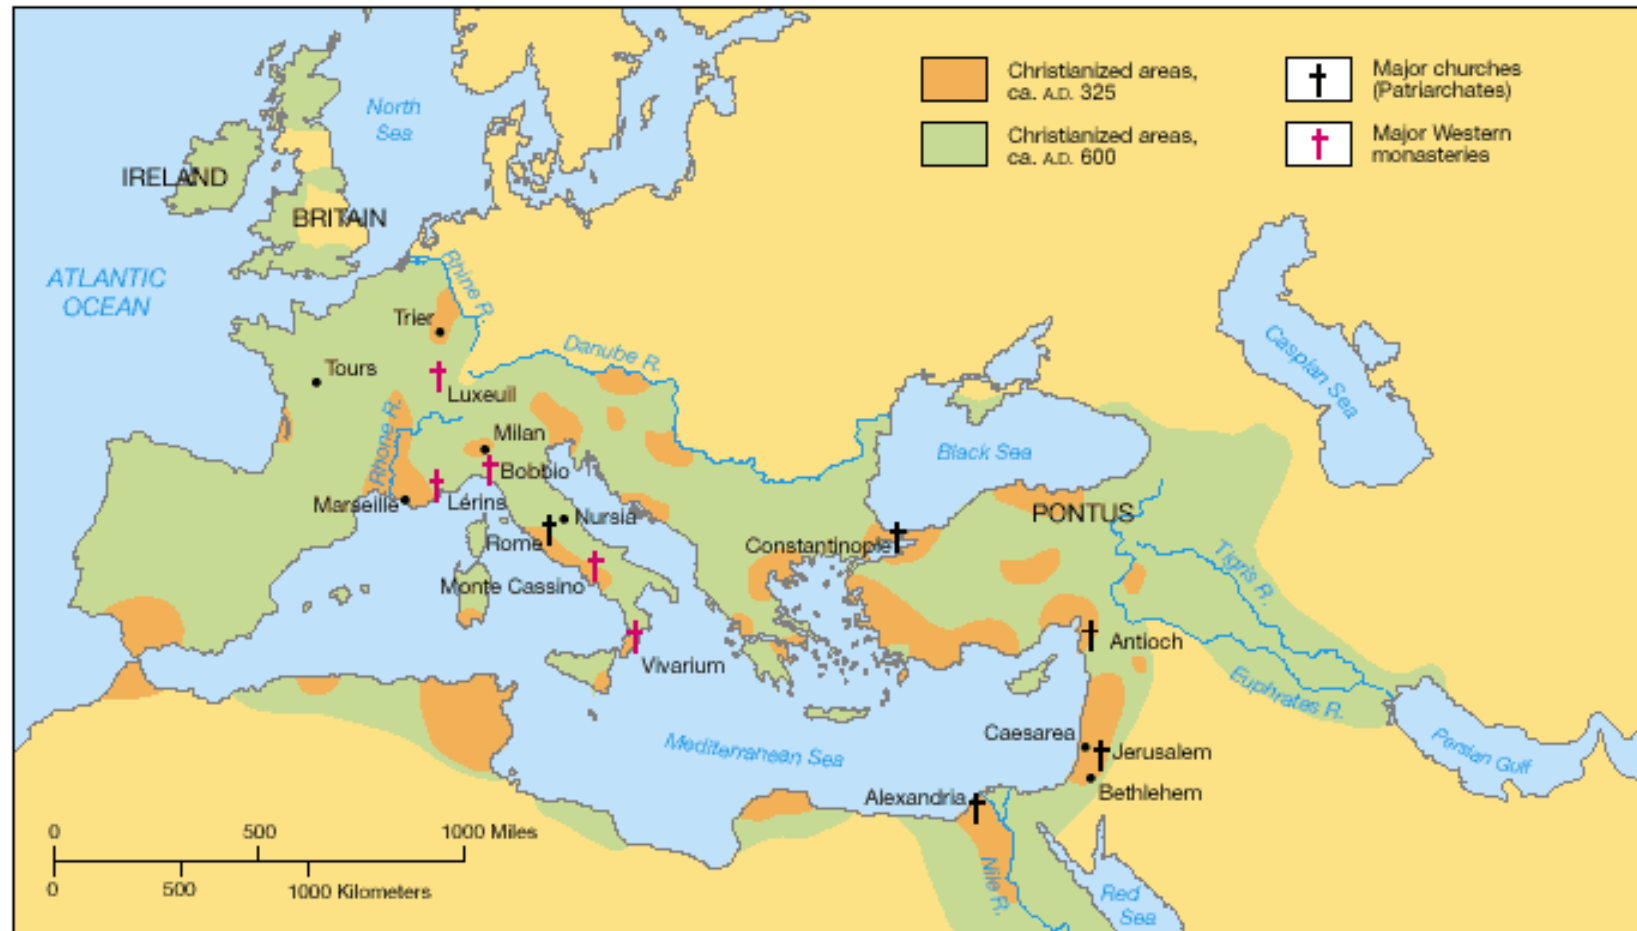 Christianized areas,
ca. A.D. 325
Christianized areas,
ca. A.D. 600
Major churches
(Patriarchates)
Major Western
monasteries
North
Sea
IRELAND
BRITAIN
ATLANTIC
OCEAN
Rhine R.
Trier
Tours
Danube R.
Luxeuil
Rhone R.
Milan
Bobbio
Marseille
Lérins
Nursia
Rome
Monte Cassino
Vivarium
Black Sea
Caspian Sea
PONTUS
Constantinople
Tigris R.
Antioch
Euphrates R.
Persian Gulf
Mediterranean Sea
Caesarea
Jerusalem
Bethlehem
Alexandria
Nile R.
Red
Sea
0 500 1000 Miles
0 500 1000 Kilometers